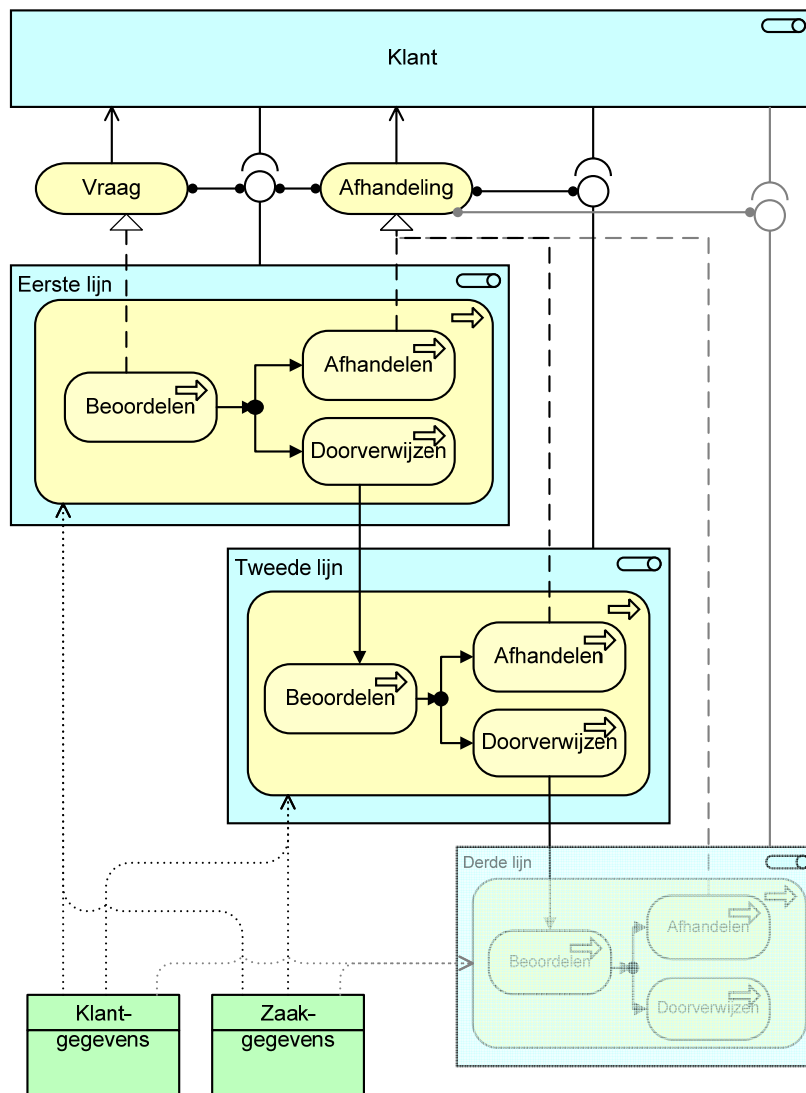 Klant
Vraag
Afhandeling
Eerste lijn
Afhandelen
Beoordelen
Doorverwijzen
Tweede lijn
Afhandelen
Beoordelen
Doorverwijzen
Derde lijn
Afhandelen
Beoordelen
Doorverwijzen
Klant-
gegevens
Zaak-
gegevens